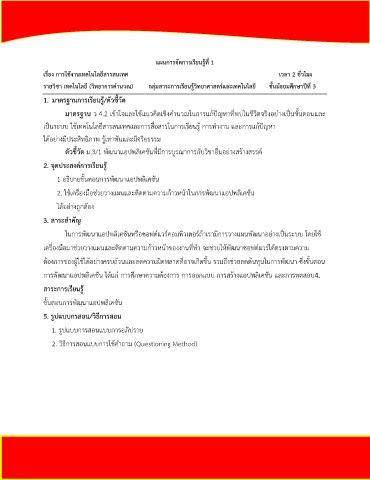 แผนการจัดการเรียนรู้ที่ 1
เรื่อง การใช้งานเทคโนโลยีสารสนเทศ เวลา 2 ชั่วโมง
รายวิชา เทคโนโลยี (วิทยาการคำนวณ) กลุ่มสาระการเรียนรู้วิทยาศาสตร์และเทคโนโลยี ชั้นมัธยมศึกษาปีที่ 3
1. มาตรฐานการเรียนรู้/ตัวชี้วัด
มาตรฐาน ว 4.2 เข้าใจและใช้แนวคิดเชิงคำนวณในการแก้ปัญหาที่พบในชีวิตจริงอย่างเป็นขั้นตอนและ
เป็นระบบ ใช้เทคโนโลยีสารสนเทศและการสื่อสารในการเรียนรู้ การทำงาน และการแก้ปัญหา
ได้อย่างมีประสิทธิภาพ รู้เท่าทันและมีจริยธรรม
ตัวชี้วัด ม.3/1 พัฒนาแอปพลิเคชันที่มีการบูรณาการกับวิชาอื่นอย่างสร้างสรรค์
2. จุดประสงค์การเรียนรู้
1 อธิบายขั้นตอนการพัฒนาแอปพลิเคชัน
2. ใช้เครื่องมือช่วยวางแผนและติดตามความก้าวหน้าในการพัฒนาแอปพลิเคชัน
ได้อย่างถูกต้อง
3. สาระสำคัญ
ในการพัฒนาแอปพลิเคชันหรือซอฟต์แวร์คอมพิวเตอร์ถ้าเรามีการวางแผนพัฒนาอย่างเป็นระบบ โดยใช้
เครื่องมือมาช่วยวางแผนและติดตามความก้าวหน้าของงานที่ทำ จะช่วยให้พัฒนาซอฟต์แวร์ได้ตรงตามความ
ต้องการของผู้ใช้ได้อย่างครบถ้วนและลดความผิดพลาดที่อาจเกิดขึ้น รวมถึงช่วยลดต้นทุนในการพัฒนา ซึ่งขั้นตอน
การพัฒนาแอปพลิเคชัน ได้แก่ การศึกษาความต้องการ การออกแบบ การสร้างแอปพลิเคชัน และการทดสอบ4.
สาระการเรียนรู้
ขั้นตอนการพัฒนาแอปพลิเคชัน
5. รูปแบบการสอน/วิธีการสอน
1. รูปแบบการสอนแบบการอภิปราย
2. วิธีการสอนแบบการใช้คำถาม (Questioning Method)